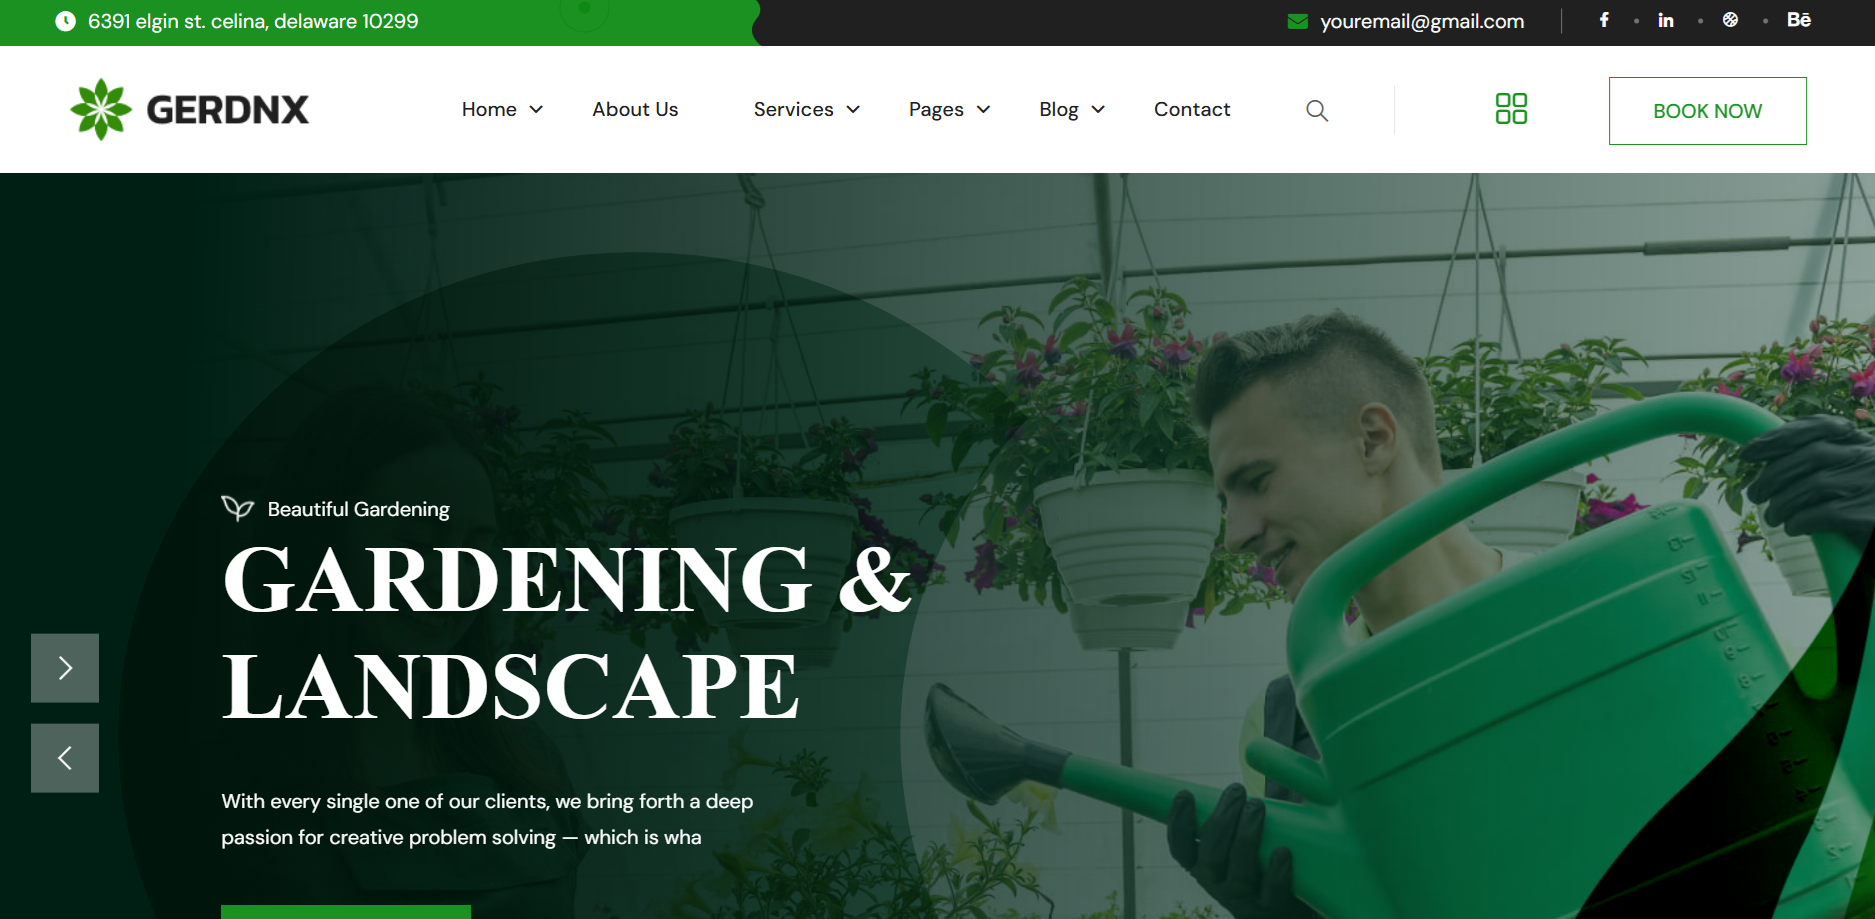 6391 elgin st. celina, delaware 10299
youremail@gmail.com
Bē
GERDNX
Home
About Us
Services
Pages
Blog
Contact
BOOK NOW
Beautiful Gardening
GARDENING &
LANDSCAPE
With every single one of our clients, we bring forth a deep
passion for creative problem solving — which is wha